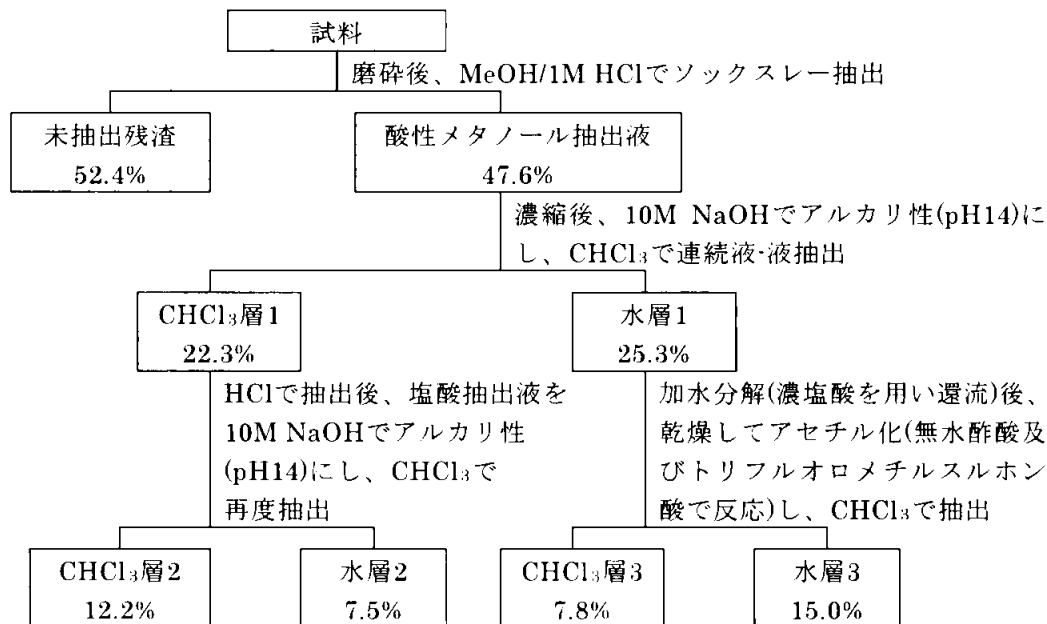 試料
磨砕後、MeOH/1M HClでソックスレー抽出
未抽出残渣
52.4%
酸性メタノール抽出液
47.6%
濃縮後、10M NaOHでアルカリ性(pH14)に
し、CHCl₃で連続液-液抽出
CHCl₃層1
22.3%
水層1
25.3%
HClで抽出後、塩酸抽出液を
10M NaOHでアルカリ性
(pH14)にし、CHCl₃で
再度抽出
加水分解(濃塩酸を用い還流)後、
乾燥してアセチル化(無水酢酸及
びトリフルオロメチルスルホン
酸で反応)し、CHCl₃で抽出
CHCl₃層2
12.2%
水層2
7.5%
CHCl₃層3
7.8%
水層3
15.0%